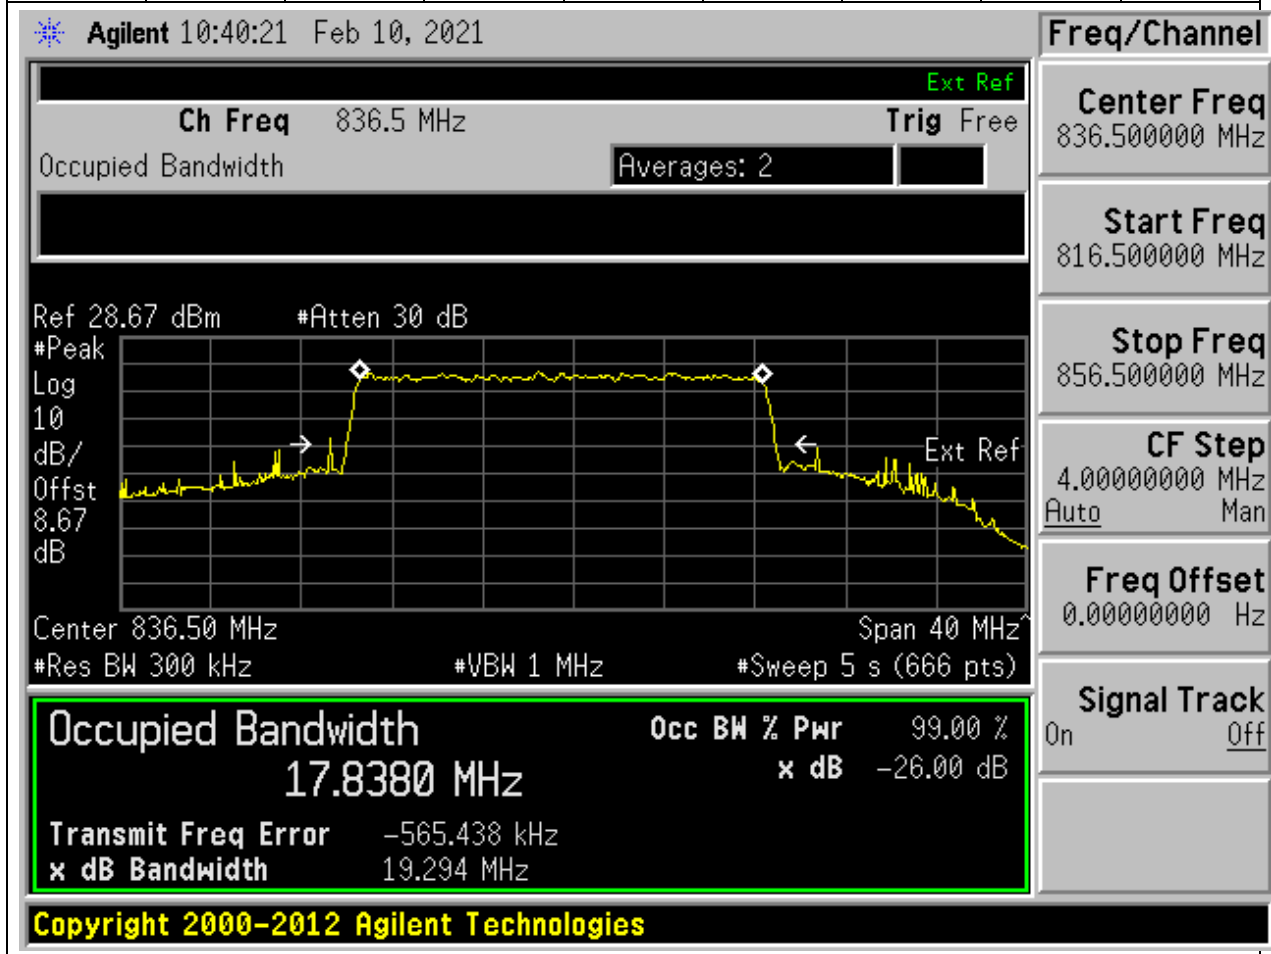 Agilent 10:40:21 Feb 10, 2021
Freq/Channel
Ext Ref
Ch Freq 836.5 MHz Trig Free
Occupied Bandwidth Averages: 2
Ref 28.67 dBm #Atten 30 dB
#Peak
Log
10
dB/
Offst
8.67
dB
Ext Ref
Center 836.50 MHz Span 40 MHz^
#Res BW 300 kHz #VBW 1 MHz #Sweep 5 s (666 pts)
Occupied Bandwidth Occ BW % Pwr 99.00 %
17.8380 MHz x dB -26.00 dB
Transmit Freq Error -565.438 kHz
x dB Bandwidth 19.294 MHz
Copyright 2000-2012 Agilent Technologies
Center Freq
836.500000 MHz
Start Freq
816.500000 MHz
Stop Freq
856.500000 MHz
CF Step
4.00000000 MHz
Auto Man
Freq Offset
0.00000000 Hz
Signal Track
On Off